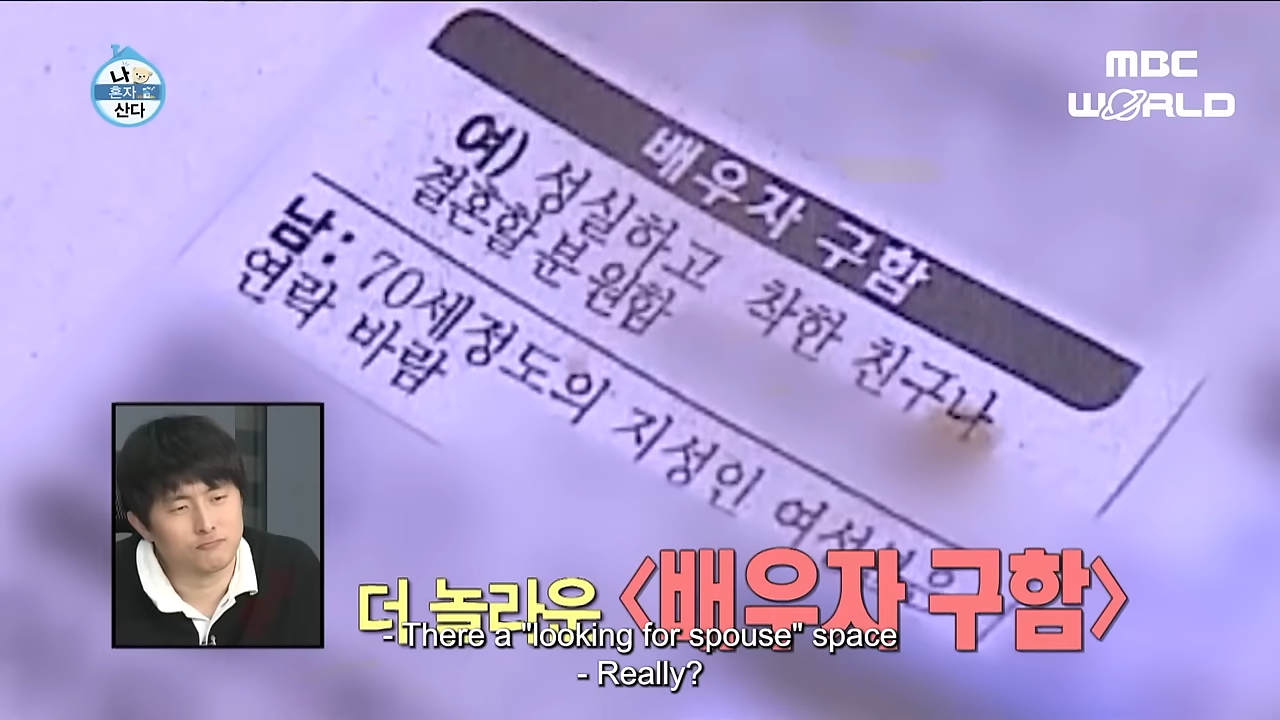 나
혼자
산다
MBC
WORLD
배우자 구함
여) 성실하고 착한 친구나
결혼할분 원함
남: 70세정도의 지성인
연락 바람
더 놀라운 <배우자 구함>
- There a "looking for spouse" space
- Really?